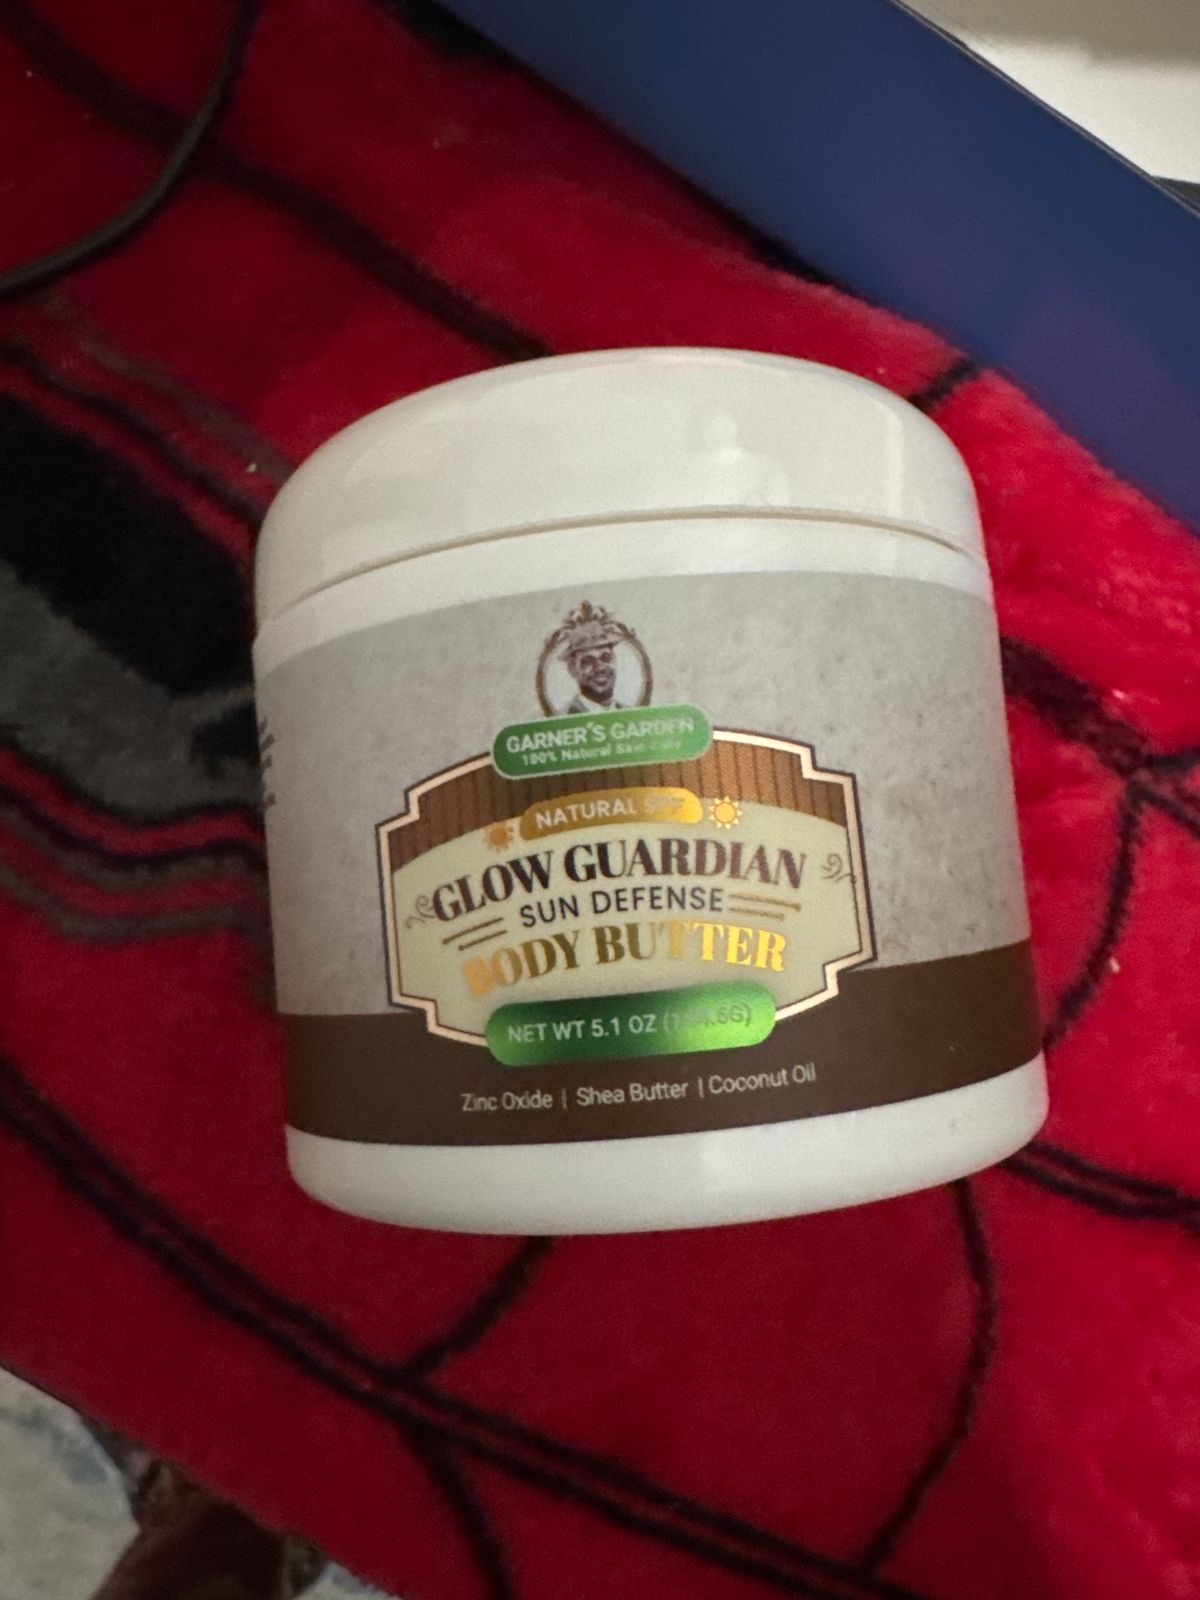 GARNER'S GARDEN
100% Natural Skin Care
NATURAL SPF
GLOW GUARDIAN
SUN DEFENSE
BODY BUTTER
NET WT 5.1 OZ
Zinc Oxide | Shea Butter | Coconut Oil